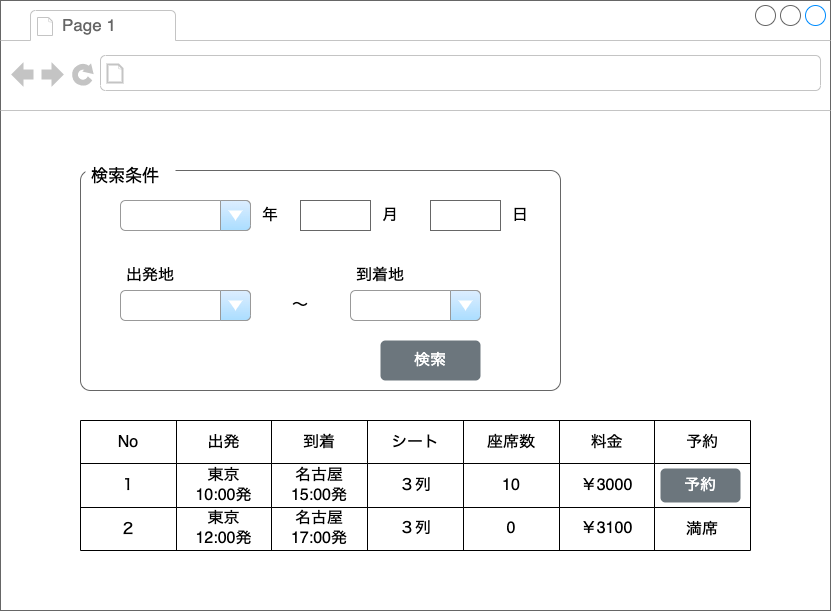 Page 1
検索条件
年 月 日
出発地 到着地
～
検索
No 出発 到着 シート 座席数 料金 予約
1 東京 10:00発 名古屋 15:00発 ３列 10 ￥3000 予約
2 東京 12:00発 名古屋 17:00発 ３列 0 ￥3100 満席